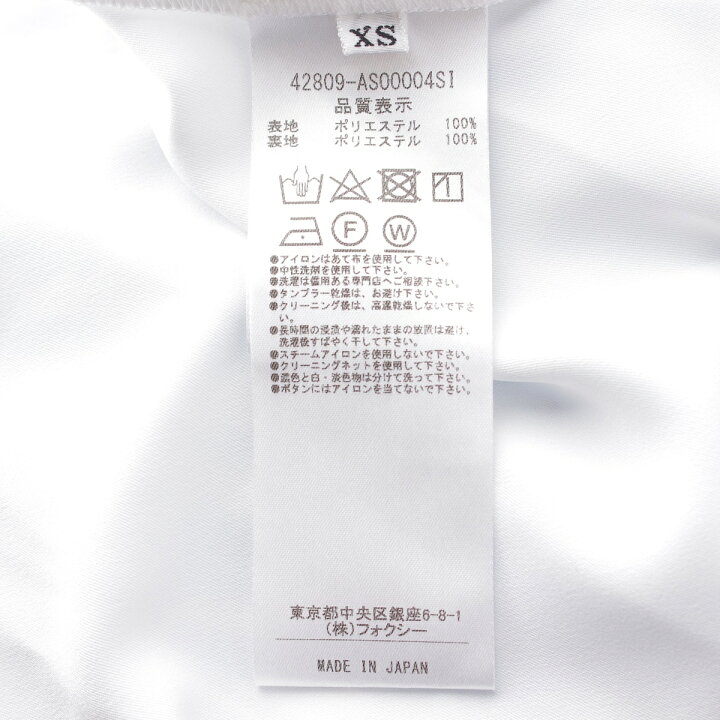 XS
42809-AS00004SI
品質表示
表地 ポリエステル 100%
裏地 ポリエステル 100%
F W
●アイロンはあて布を使用して下さい。
●中性洗剤を使用して下さい。
●洗濯は信用ある専門店へご相談下さい。
●タンブラー乾燥は、お避け下さい。
●クリーニング後は、高温乾燥しないで下さ
い。
●長時間の浸漬や濡れたままの放置は避け、
洗濯後すばやく干して下さい。
●スチームアイロンを使用しないで下さい。
●クリーニングネットを使用して下さい。
●濃色と白・淡色物は分けて洗って下さい。
●ボタンにはアイロンを当てないで下さい。
東京都中央区銀座6-8-1
(株)フォクシー
MADE IN JAPAN